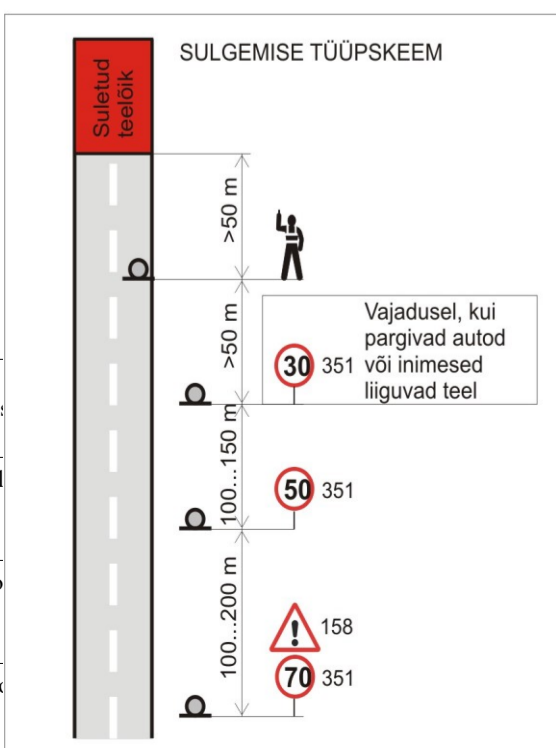 SULGEMISE TÜÜPSKEEM
Suletud
teelõik
>50 m
>50 m
Vajadusel, kui
pargivad autod
või inimesed
liiguvad teel
30 351
100...150 m
50 351
100...200 m
! 158
70 351